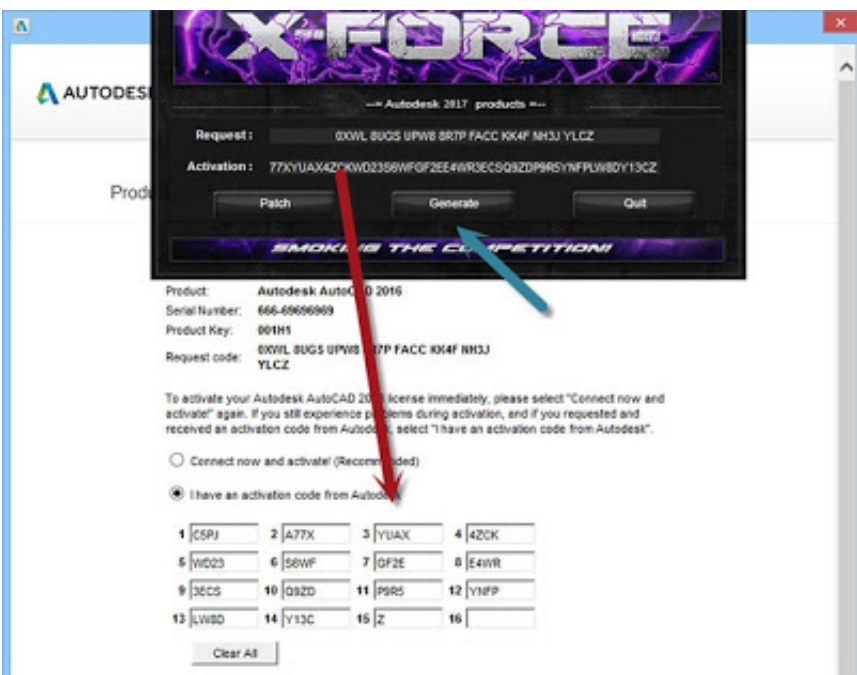 X-FORCE
AUTODES
--= Autodesk 2017 products =--
Request : 0XWL 8UGS UPW8 8R7P FACC KK4F NH3J YLCZ
Activation : 77XYUAX4ZCKWD23S6WFGF2EE4WR3ECSQ9ZDP9R5YNFPLW8DY13CZ
Prod
Patch Generate Quit
SMOKING THE COMPETITION!
Product: Autodesk AutoCAD 2016
Serial Number: 666-69696969
Product Key: 001H1
Request code: 0XWL 8UGS UPW8 8R7P FACC KK4F NH3J
YLCZ
To activate your Autodesk AutoCAD 2016 license immediately, please select "Connect now and
activate!" again. If you still experience problems during activation, and if you requested and
received an activation code from Autodesk, select "I have an activation code from Autodesk".
Connect now and activate! (Recommended)
I have an activation code from Autodesk
1 C5PJ 2 A77X 3 YUAX 4 4ZCK
5 WD23 6 S6WF 7 GF2E 8 E4WR
9 3ECS 10 Q9ZD 11 P9R5 12 YNFP
13 LW8D 14 Y13C 15 Z 16
Clear All